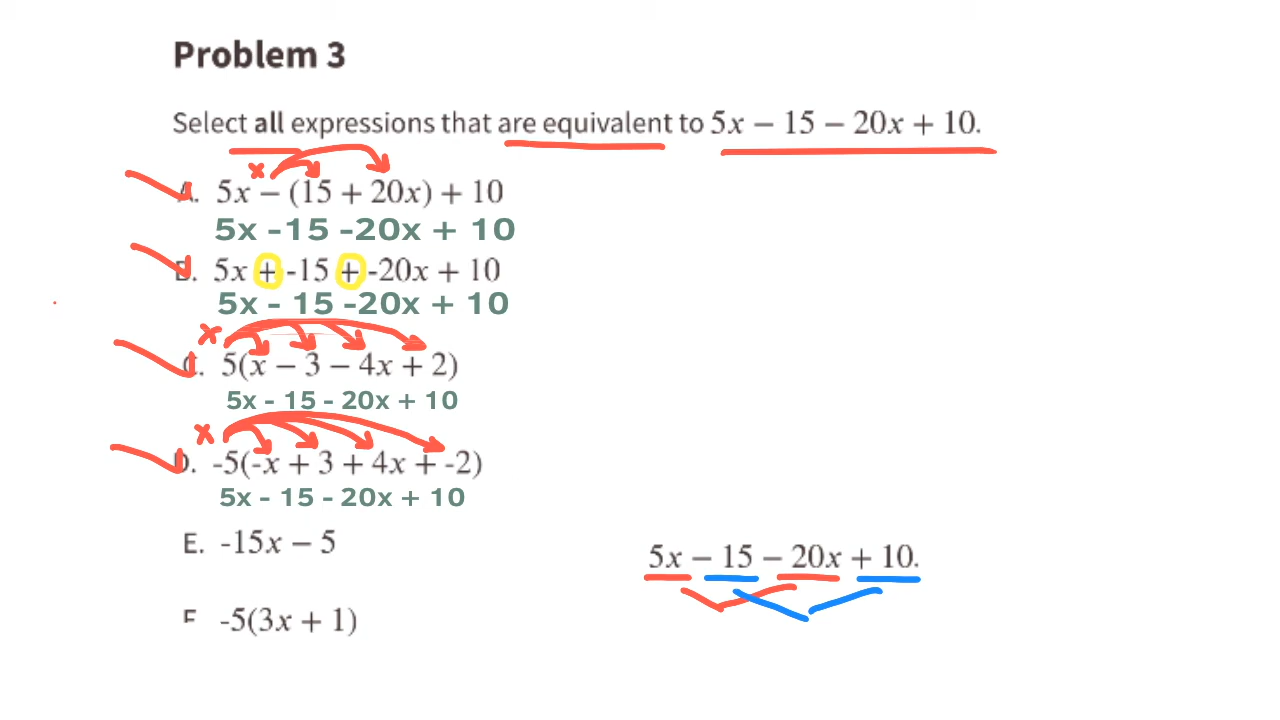 Problem 3
Select all expressions that are equivalent to 5x − 15 − 20x + 10.
x
A. 5x − (15 + 20x) + 10
5x -15 -20x + 10
B. 5x + -15 + -20x + 10
5x - 15 -20x + 10
x
C. 5(x − 3 − 4x + 2)
5x - 15 - 20x + 10
x
D. -5(-x + 3 + 4x + -2)
5x - 15 - 20x + 10
E. -15x − 5
5x − 15 − 20x + 10.
F -5(3x + 1)